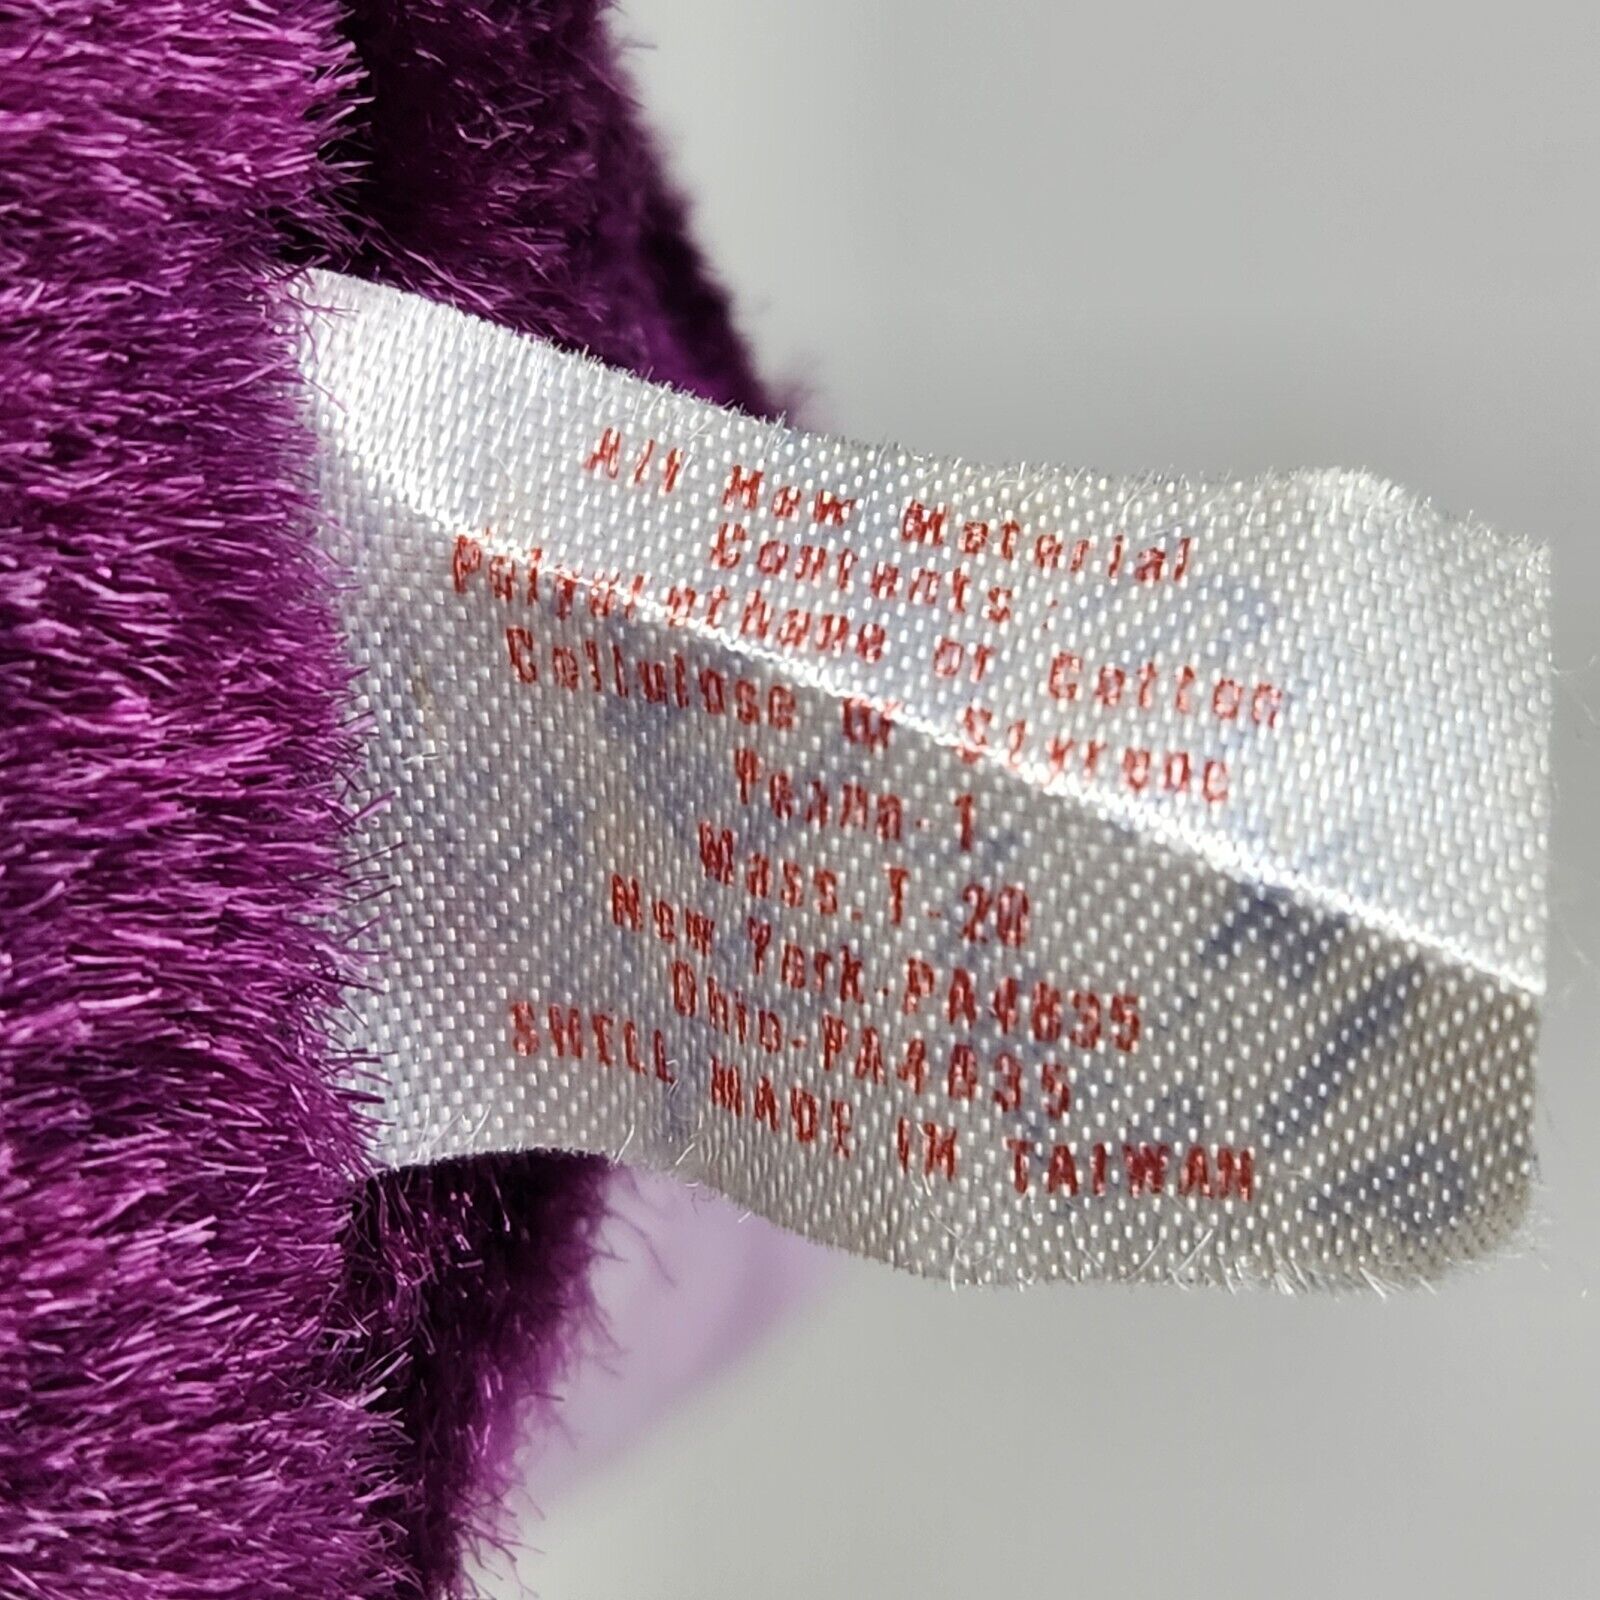 All New Material
Contents:
Polyurethane or Cotton
Cellulose or Styrene
Penna-1
Mass.T-20
New York-PA4835
Ohio-PA4835
SHELL MADE IN TAIWAN